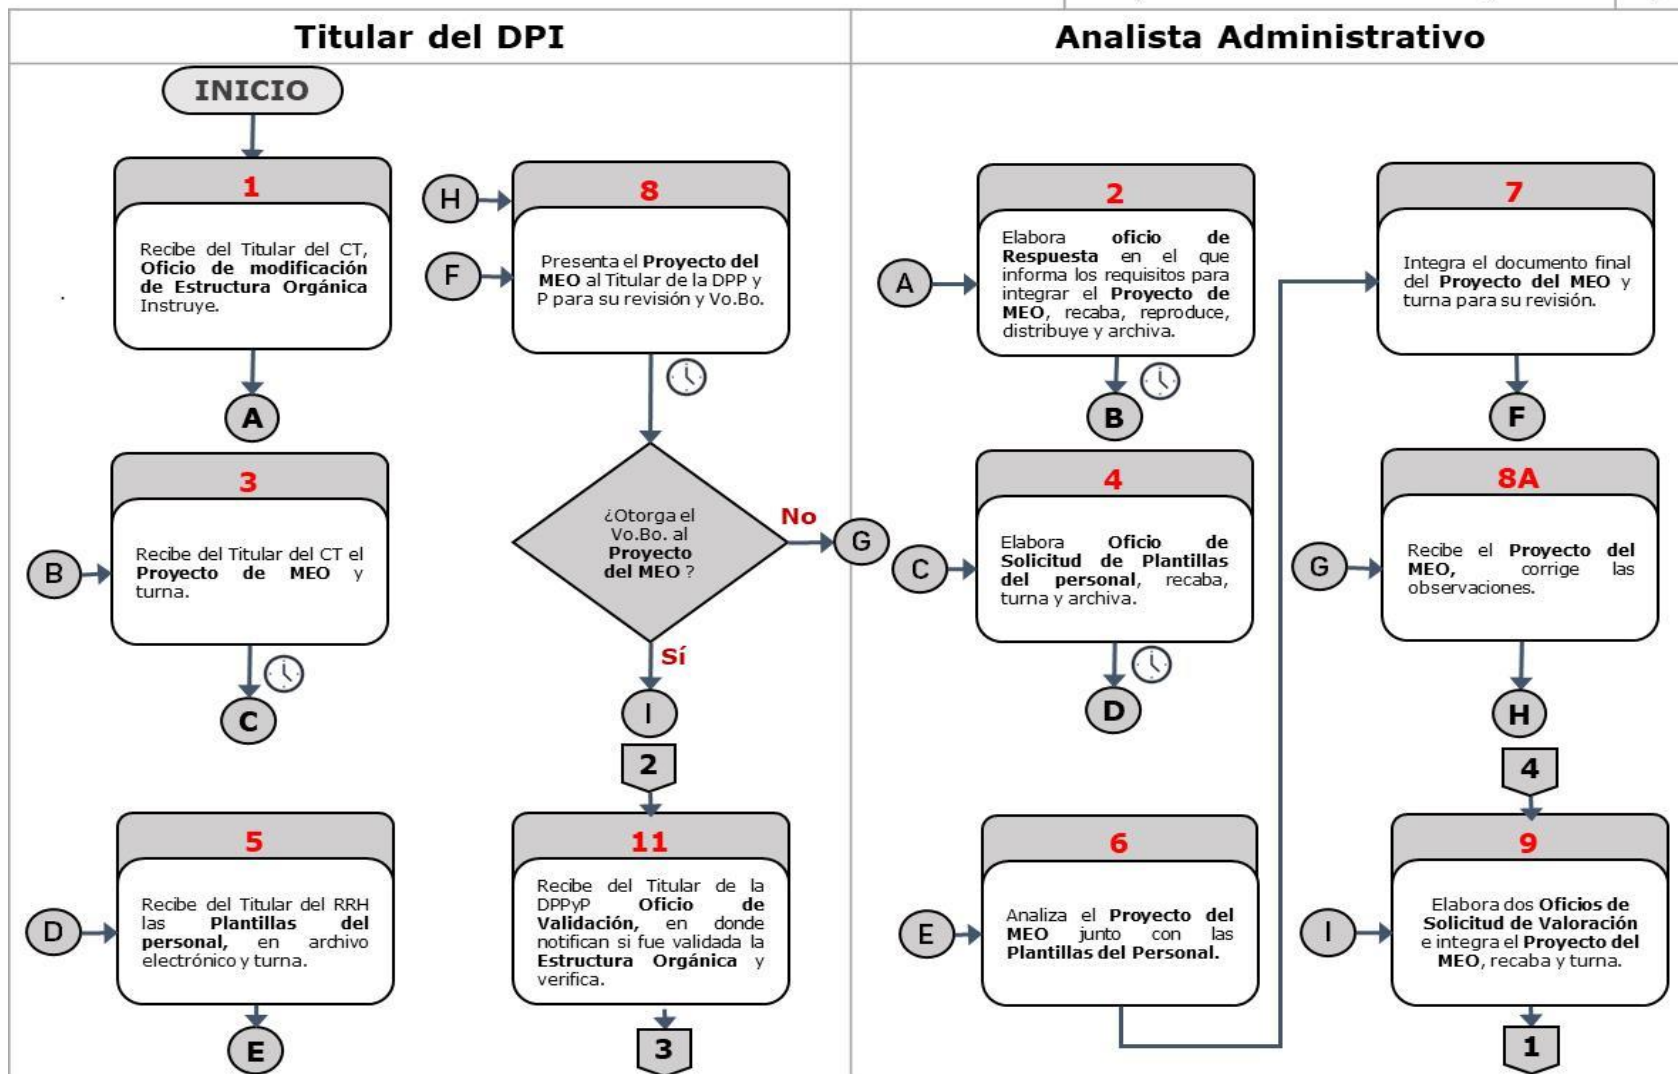 Titular del DPI
Analista Administrativo
INICIO
1
Recibe del Titular del CT,
Oficio de modificación
de Estructura Orgánica
Instruye.
A
B
3
Recibe del Titular del CT el
Proyecto de MEO y
turna.
C
D
5
Recibe del Titular del RRH
las Plantillas del
personal, en archivo
electrónico y turna.
E
H
F
8
Presenta el Proyecto del
MEO al Titular de la DPP y
P para su revisión y Vo.Bo.
¿Otorga el
Vo.Bo. al
Proyecto
del MEO ?
No
G
Sí
I
2
11
Recibe del Titular de la
DPPyP Oficio de
Validación, en donde
notifican si fue validada la
Estructura Orgánica y
verifica.
3
A
2
Elabora oficio de
Respuesta en el que
informa los requisitos para
integrar el Proyecto de
MEO, recaba, reproduce,
distribuye y archiva.
B
C
4
Elabora Oficio de
Solicitud de Plantillas
del personal, recaba,
turna y archiva.
D
E
6
Analiza el Proyecto del
MEO junto con las
Plantillas del Personal.
7
Integra el documento final
del Proyecto del MEO y
turna para su revisión.
F
G
8A
Recibe el Proyecto del
MEO, corrige las
observaciones.
H
4
I
9
Elabora dos Oficios de
Solicitud de Valoración
e integra el Proyecto del
MEO, recaba y turna.
1